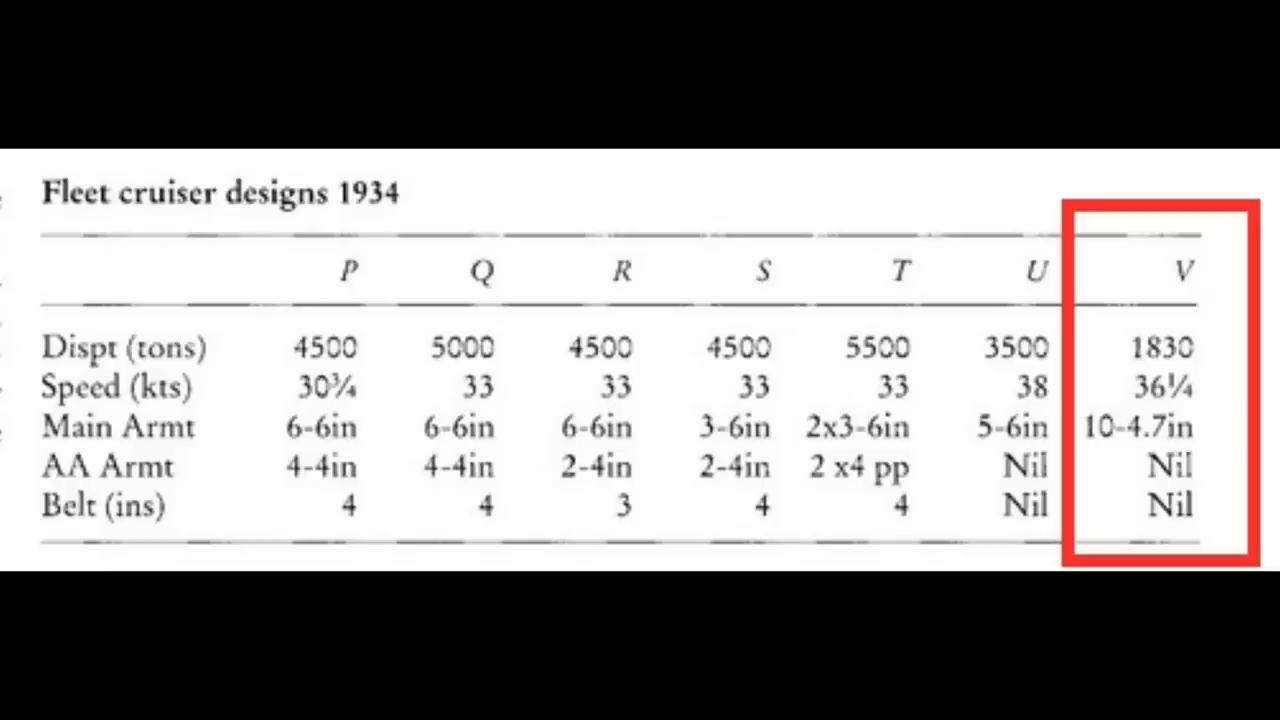 Fleet cruiser designs 1934
P Q R S T U V
Dispt (tons) 4500 5000 4500 4500 5500 3500 1830
Speed (kts) 30¾ 33 33 33 33 38 36¼
Main Armt 6-6in 6-6in 6-6in 3-6in 2x3-6in 5-6in 10-4.7in
AA Armt 4-4in 4-4in 2-4in 2-4in 2 x4 pp Nil Nil
Belt (ins) 4 4 3 4 4 Nil Nil